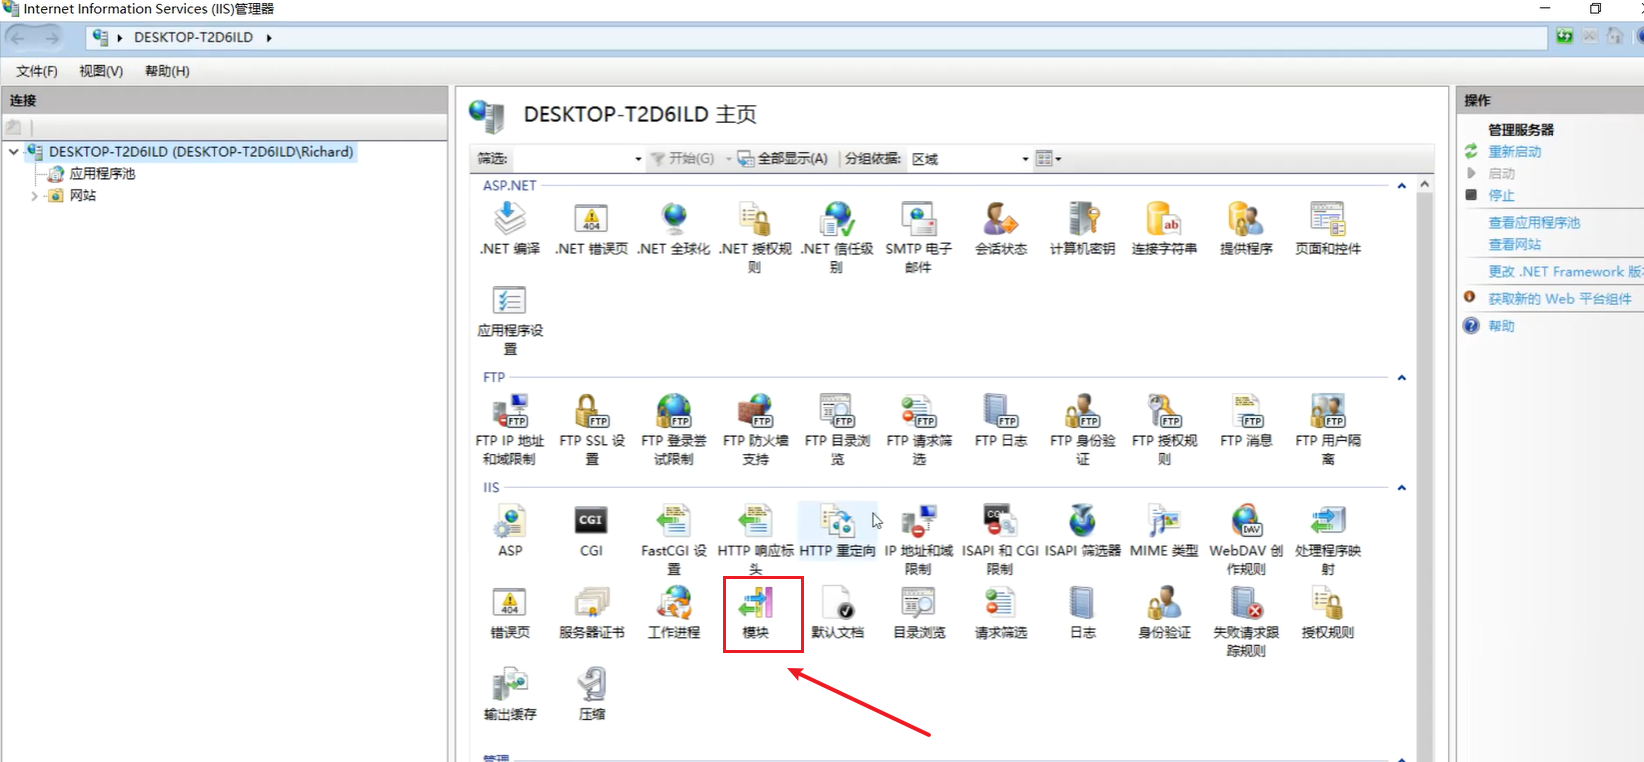 Internet Information Services (IIS)管理器
DESKTOP-T2D6ILD
文件(F) 视图(V) 帮助(H)
连接
DESKTOP-T2D6ILD (DESKTOP-T2D6ILD\Richard)
应用程序池
网站
DESKTOP-T2D6ILD 主页
筛选: 开始(G) 全部显示(A) 分组依据: 区域
ASP.NET
.NET 编译
.NET 错误页
.NET 全球化
.NET 授权规
则
.NET 信任级
别
SMTP 电子
邮件
会话状态
计算机密钥
连接字符串
提供程序
页面和控件
应用程序设
置
FTP
FTP IP 地址
和域限制
FTP SSL 设
置
FTP 登录尝
试限制
FTP 防火墙
支持
FTP 目录浏
览
FTP 请求筛
选
FTP 日志
FTP 身份验
证
FTP 授权规
则
FTP 消息
FTP 用户隔
离
IIS
ASP
CGI
FastCGI 设
置
HTTP 响应标
头
HTTP 重定向
IP 地址和域
限制
ISAPI 和 CGI
限制
ISAPI 筛选器
MIME 类型
WebDAV 创
作规则
处理程序映
射
错误页
服务器证书
工作进程
模块
默认文档
目录浏览
请求筛选
日志
身份验证
失败请求跟
踪规则
授权规则
输出缓存
压缩
管理
操作
管理服务器
重新启动
启动
停止
查看应用程序池
查看网站
更改 .NET Framework 版
获取新的 Web 平台组件
帮助